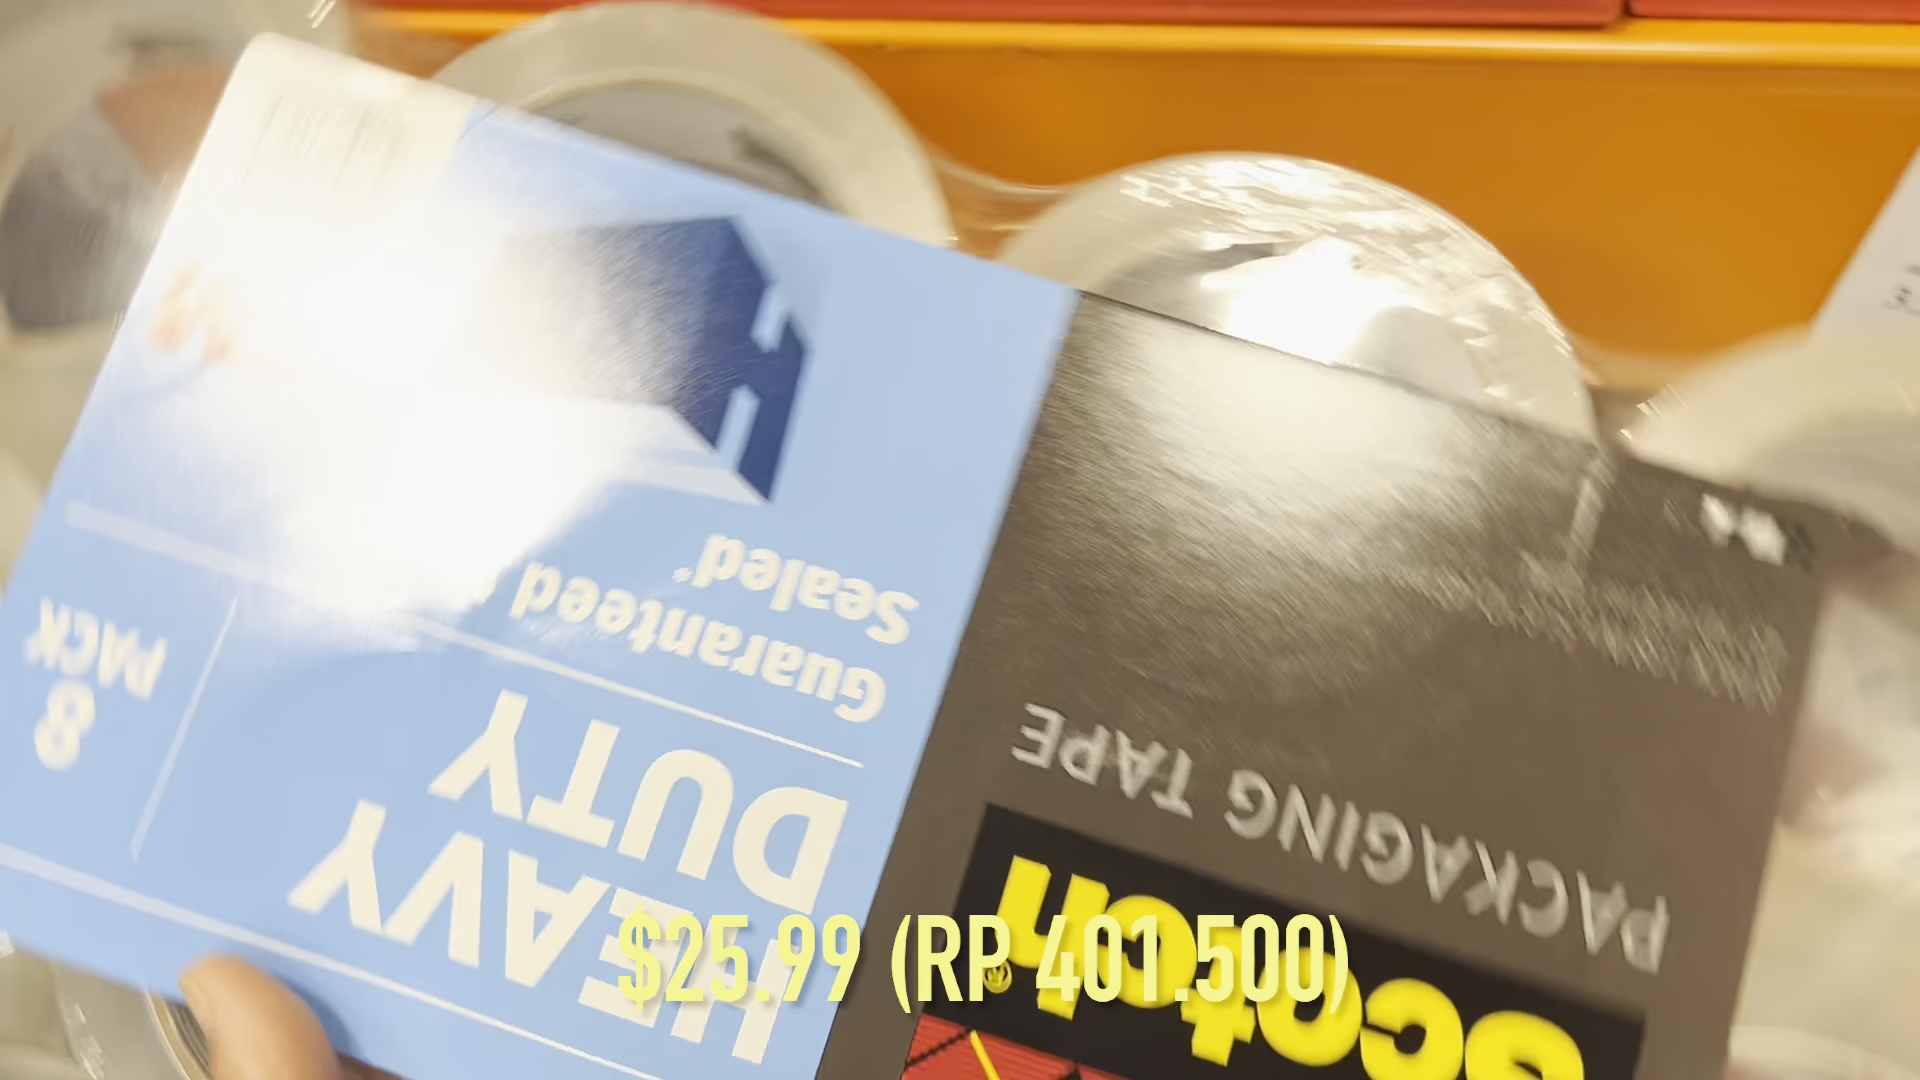 Scotch
PACKAGING TAPE
HEAVY
DUTY
8
PACK
Guaranteed
Sealed*
$25.99 (RP 401.500)